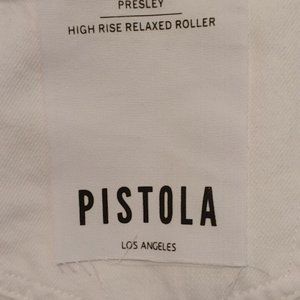 PRESLEY
HIGH RISE RELAXED ROLLER
PISTOLA
LOS ANGELES